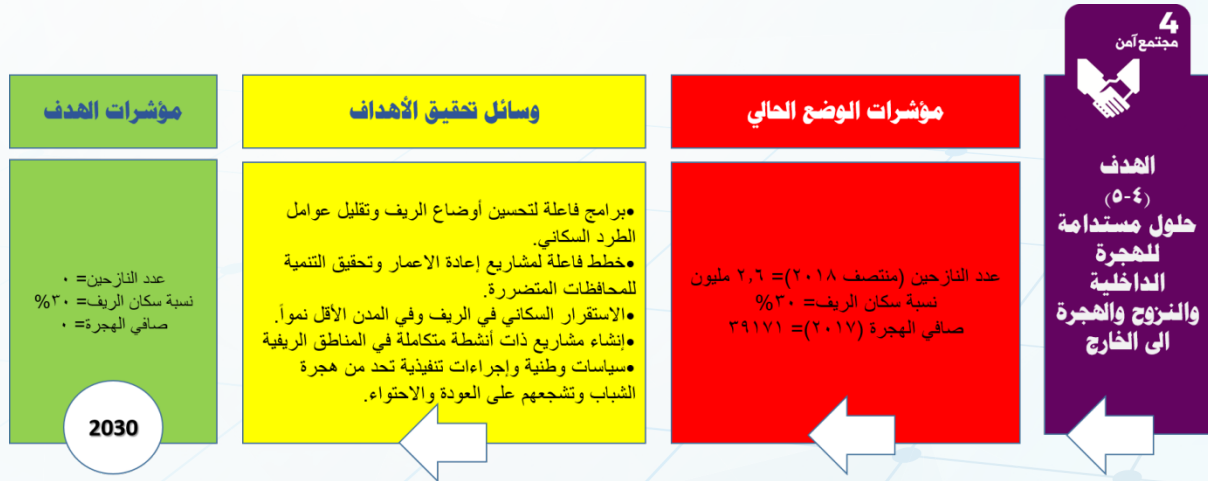 4
مجتمع آمن
الهدف
(٤-٥)
حلول مستدامة
للهجرة
الداخلية
والنزوح والهجرة
الى الخارج
مؤشرات الوضع الحالي
عدد النازحين (منتصف ٢٠١٨)= ٢,٦ مليون
نسبة سكان الريف= ٣٠%
صافي الهجرة (٢٠١٧)= ٣٩١٧١
وسائل تحقيق الأهداف
•برامج فاعلة لتحسين أوضاع الريف وتقليل عوامل
الطرد السكاني.
•خطط فاعلة لمشاريع إعادة الاعمار وتحقيق التنمية
للمحافظات المتضررة.
•الاستقرار السكاني في الريف وفي المدن الأقل نمواً.
•إنشاء مشاريع ذات أنشطة متكاملة في المناطق الريفية
•سياسات وطنية وإجراءات تنفيذية تحد من هجرة
الشباب وتشجعهم على العودة والاحتواء.
مؤشرات الهدف
عدد النازحين= ٠
نسبة سكان الريف= ٣٠%
صافي الهجرة= ٠
2030